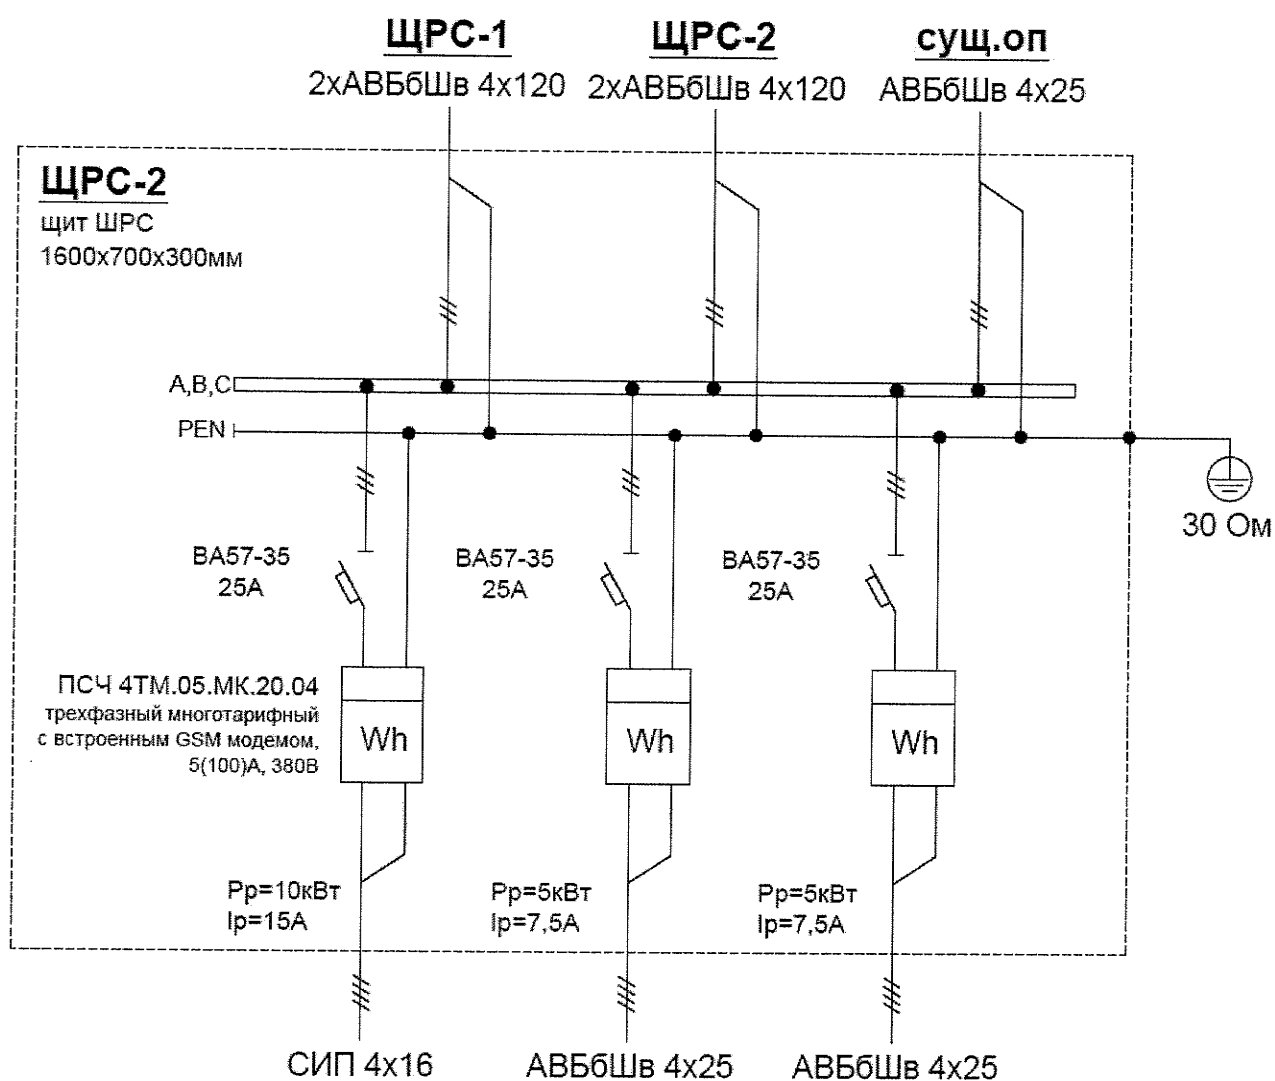 ЩРС-1
ЩРС-2
сущ.оп
2хАВБбШв 4х120
2хАВБбШв 4х120
АВБбШв 4х25
ЩРС-2
щит ШРС
1600х700х300мм
А,В,С
PEN
30 Ом
ВА57-35
25А
ВА57-35
25А
ВА57-35
25А
ПСЧ 4ТМ.05.МК.20.04
трехфазный многотарифный
с встроенным GSM модемом,
5(100)А, 380В
Wh
Wh
Wh
Рр=10кВт
Iр=15А
Рр=5кВт
Iр=7,5А
Рр=5кВт
Iр=7,5А
СИП 4х16
АВБбШв 4х25
АВБбШв 4х25